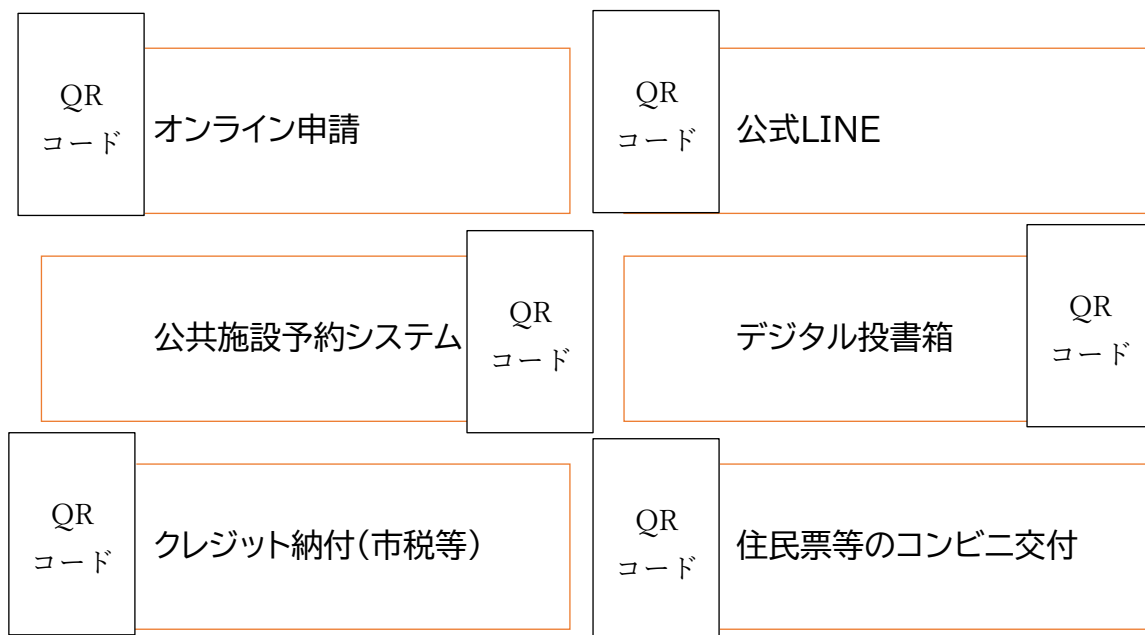 QR
コード
オンライン申請
QR
コード
公式LINE
公共施設予約システム
QR
コード
デジタル投書箱
QR
コード
QR
コード
クレジット納付(市税等)
QR
コード
住民票等のコンビニ交付